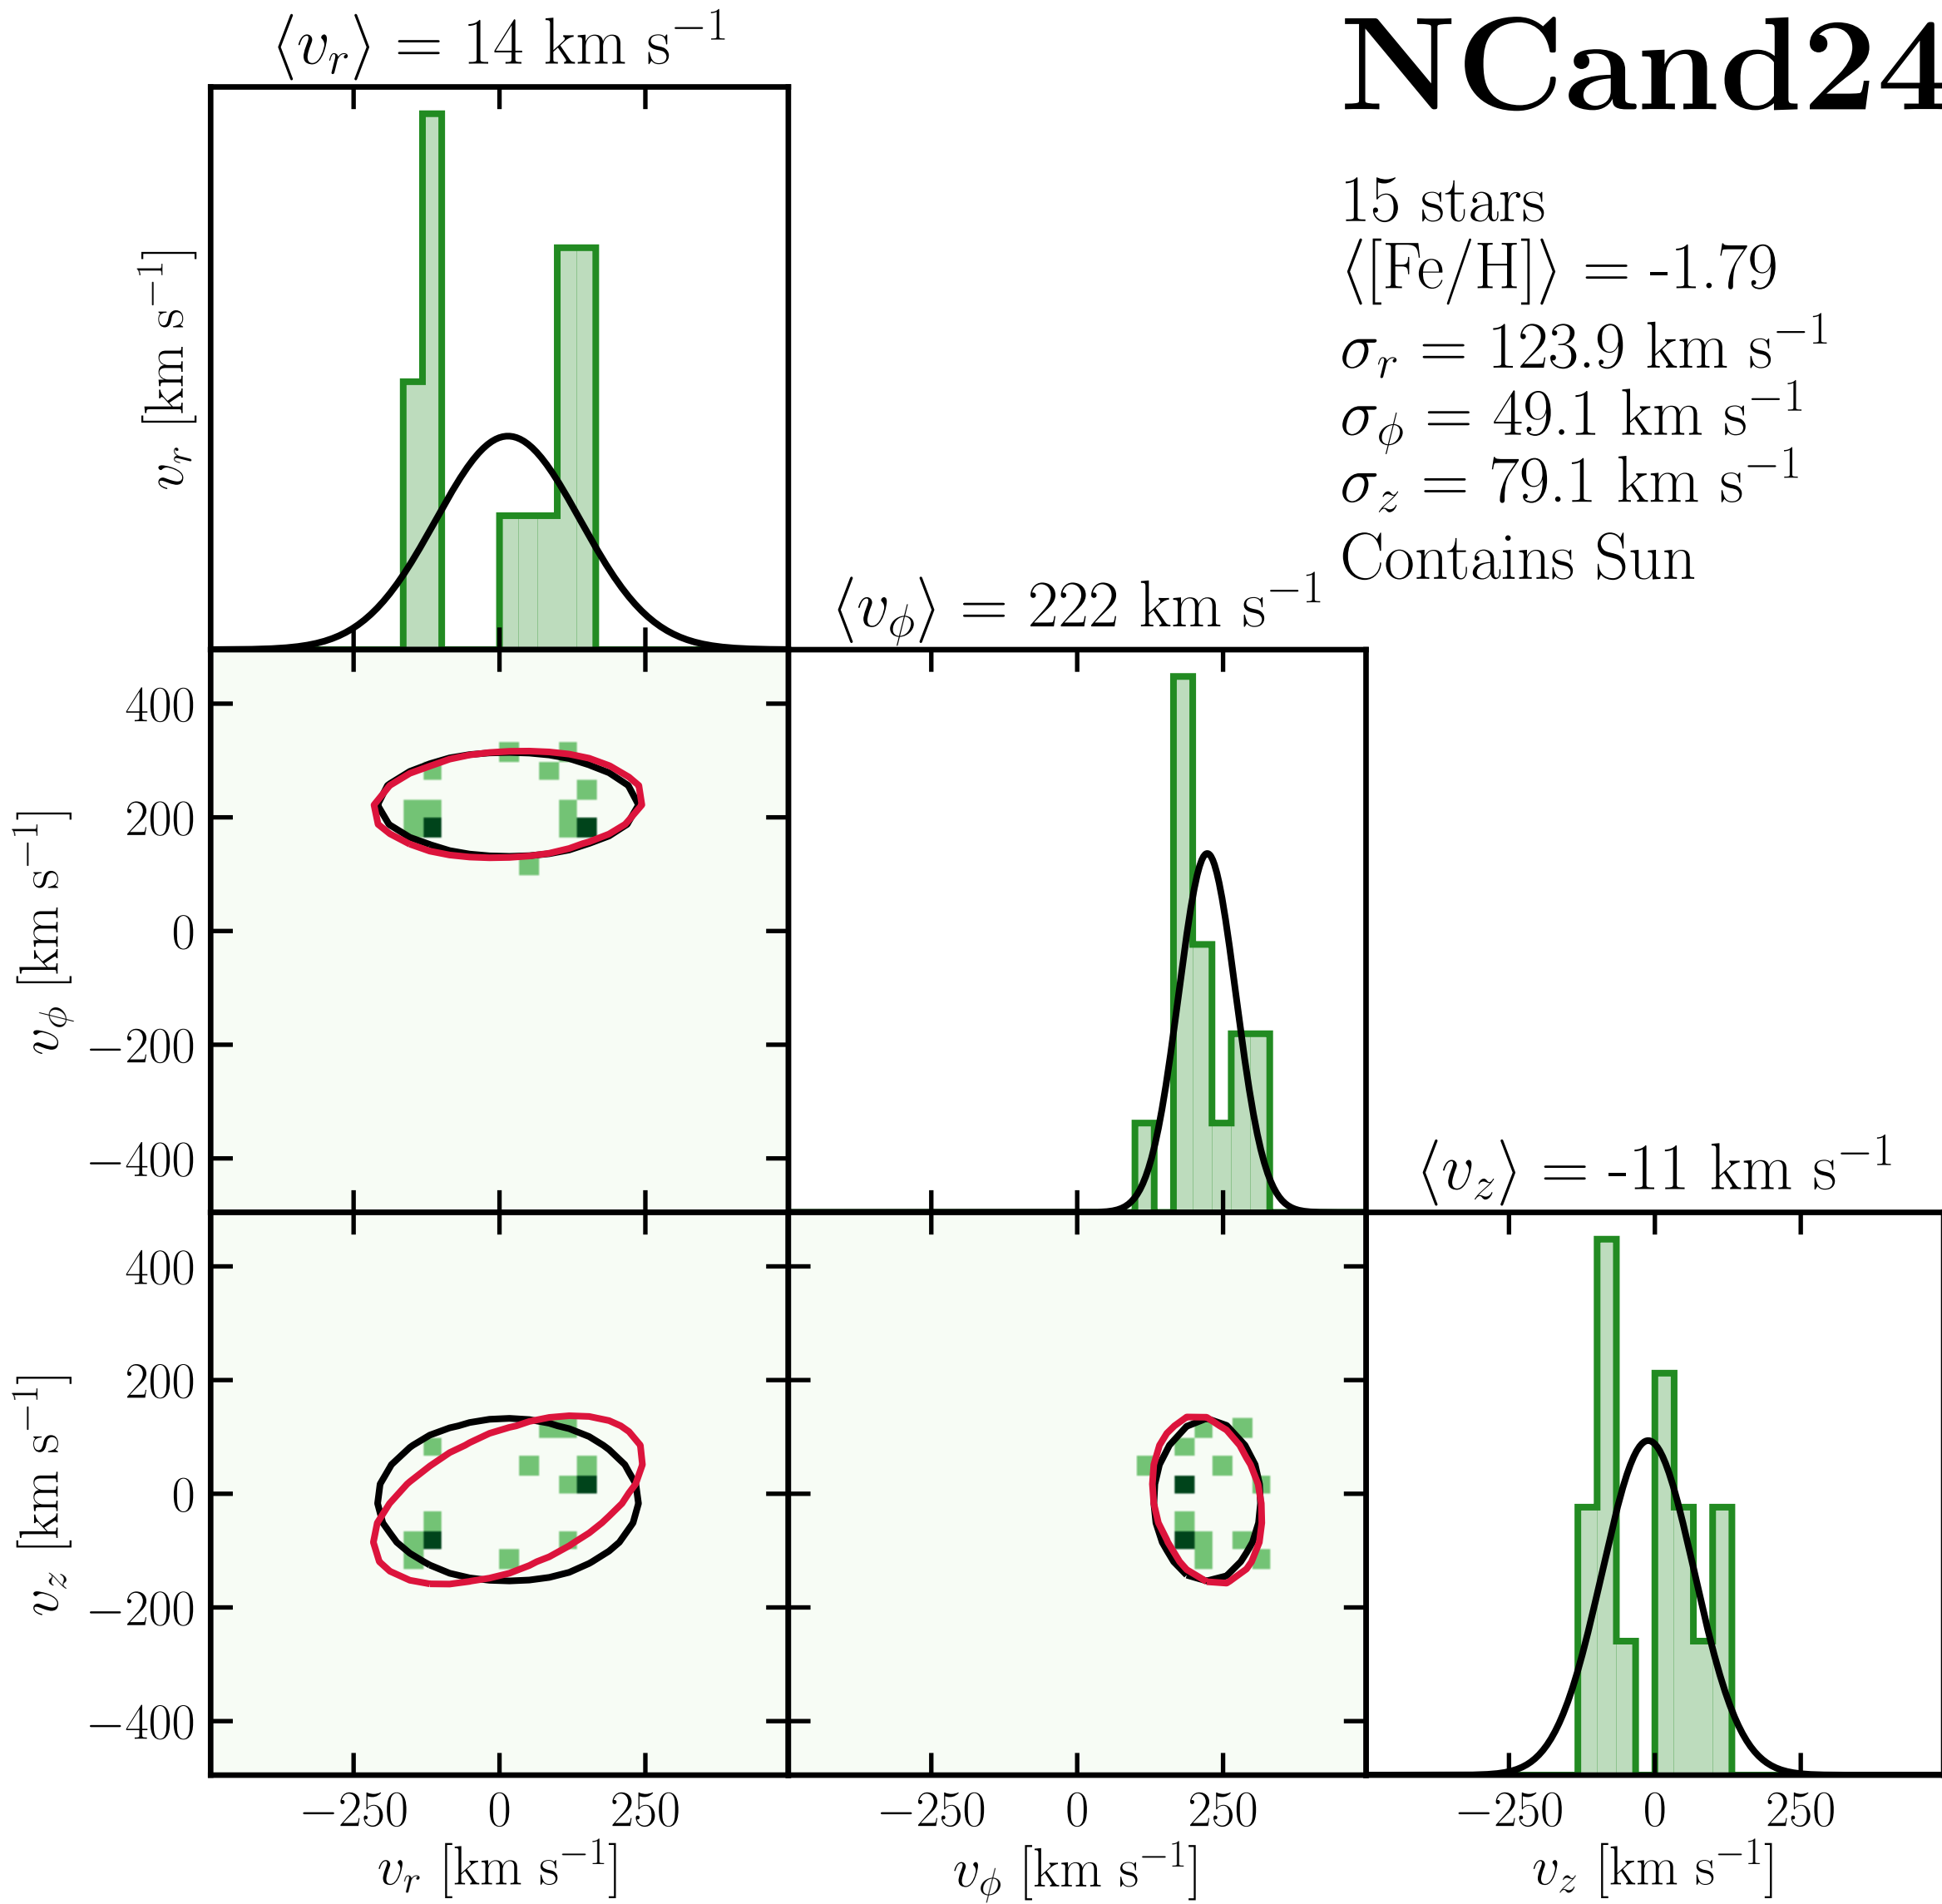 ⟨v_r⟩ = 14 km s⁻¹
NCand24
15 stars
⟨[Fe/H]⟩ = -1.79
σ_r = 123.9 km s⁻¹
σ_ϕ = 49.1 km s⁻¹
σ_z = 79.1 km s⁻¹
Contains Sun
v_r [km s⁻¹]
⟨v_ϕ⟩ = 222 km s⁻¹
400
200
0
−200
−400
v_ϕ [km s⁻¹]
⟨v_z⟩ = -11 km s⁻¹
400
200
0
−200
−400
v_z [km s⁻¹]
−250 0 250
v_r [km s⁻¹]
−250 0 250
v_ϕ [km s⁻¹]
−250 0 250
v_z [km s⁻¹]